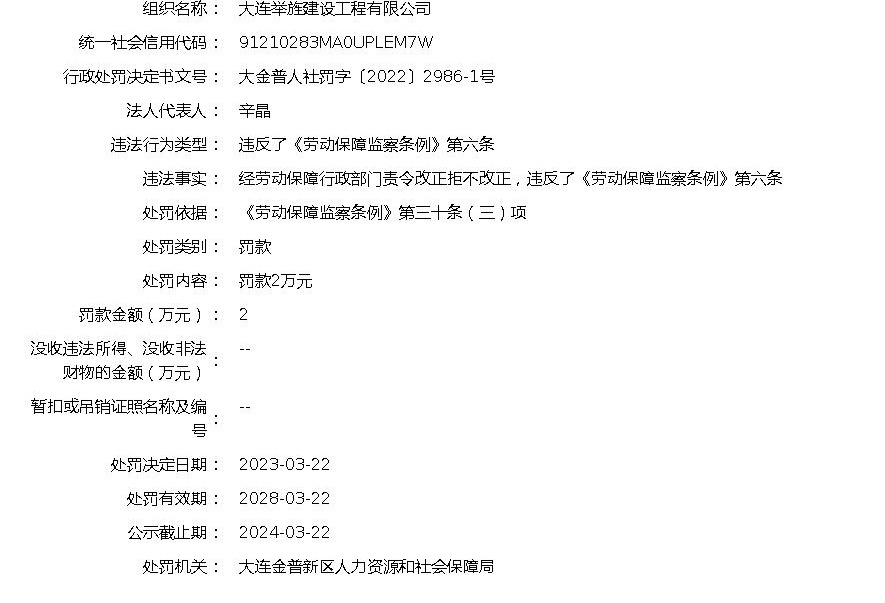 组织名称： 大连举旌建设工程有限公司
统一社会信用代码： 91210283MA0UPLEM7W
行政处罚决定书文号： 大金普人社罚字〔2022〕2986-1号
法人代表人： 辛晶
违法行为类型： 违反了《劳动保障监察条例》第六条
违法事实： 经劳动保障行政部门责令改正拒不改正，违反了《劳动保障监察条例》第六条
处罚依据： 《劳动保障监察条例》第三十条（三）项
处罚类别： 罚款
处罚内容： 罚款2万元
罚款金额（万元）： 2
没收违法所得、没收非法
财物的金额（万元）： --
暂扣或吊销证照名称及编
号： --
处罚决定日期： 2023-03-22
处罚有效期： 2028-03-22
公示截止期： 2024-03-22
处罚机关： 大连金普新区人力资源和社会保障局